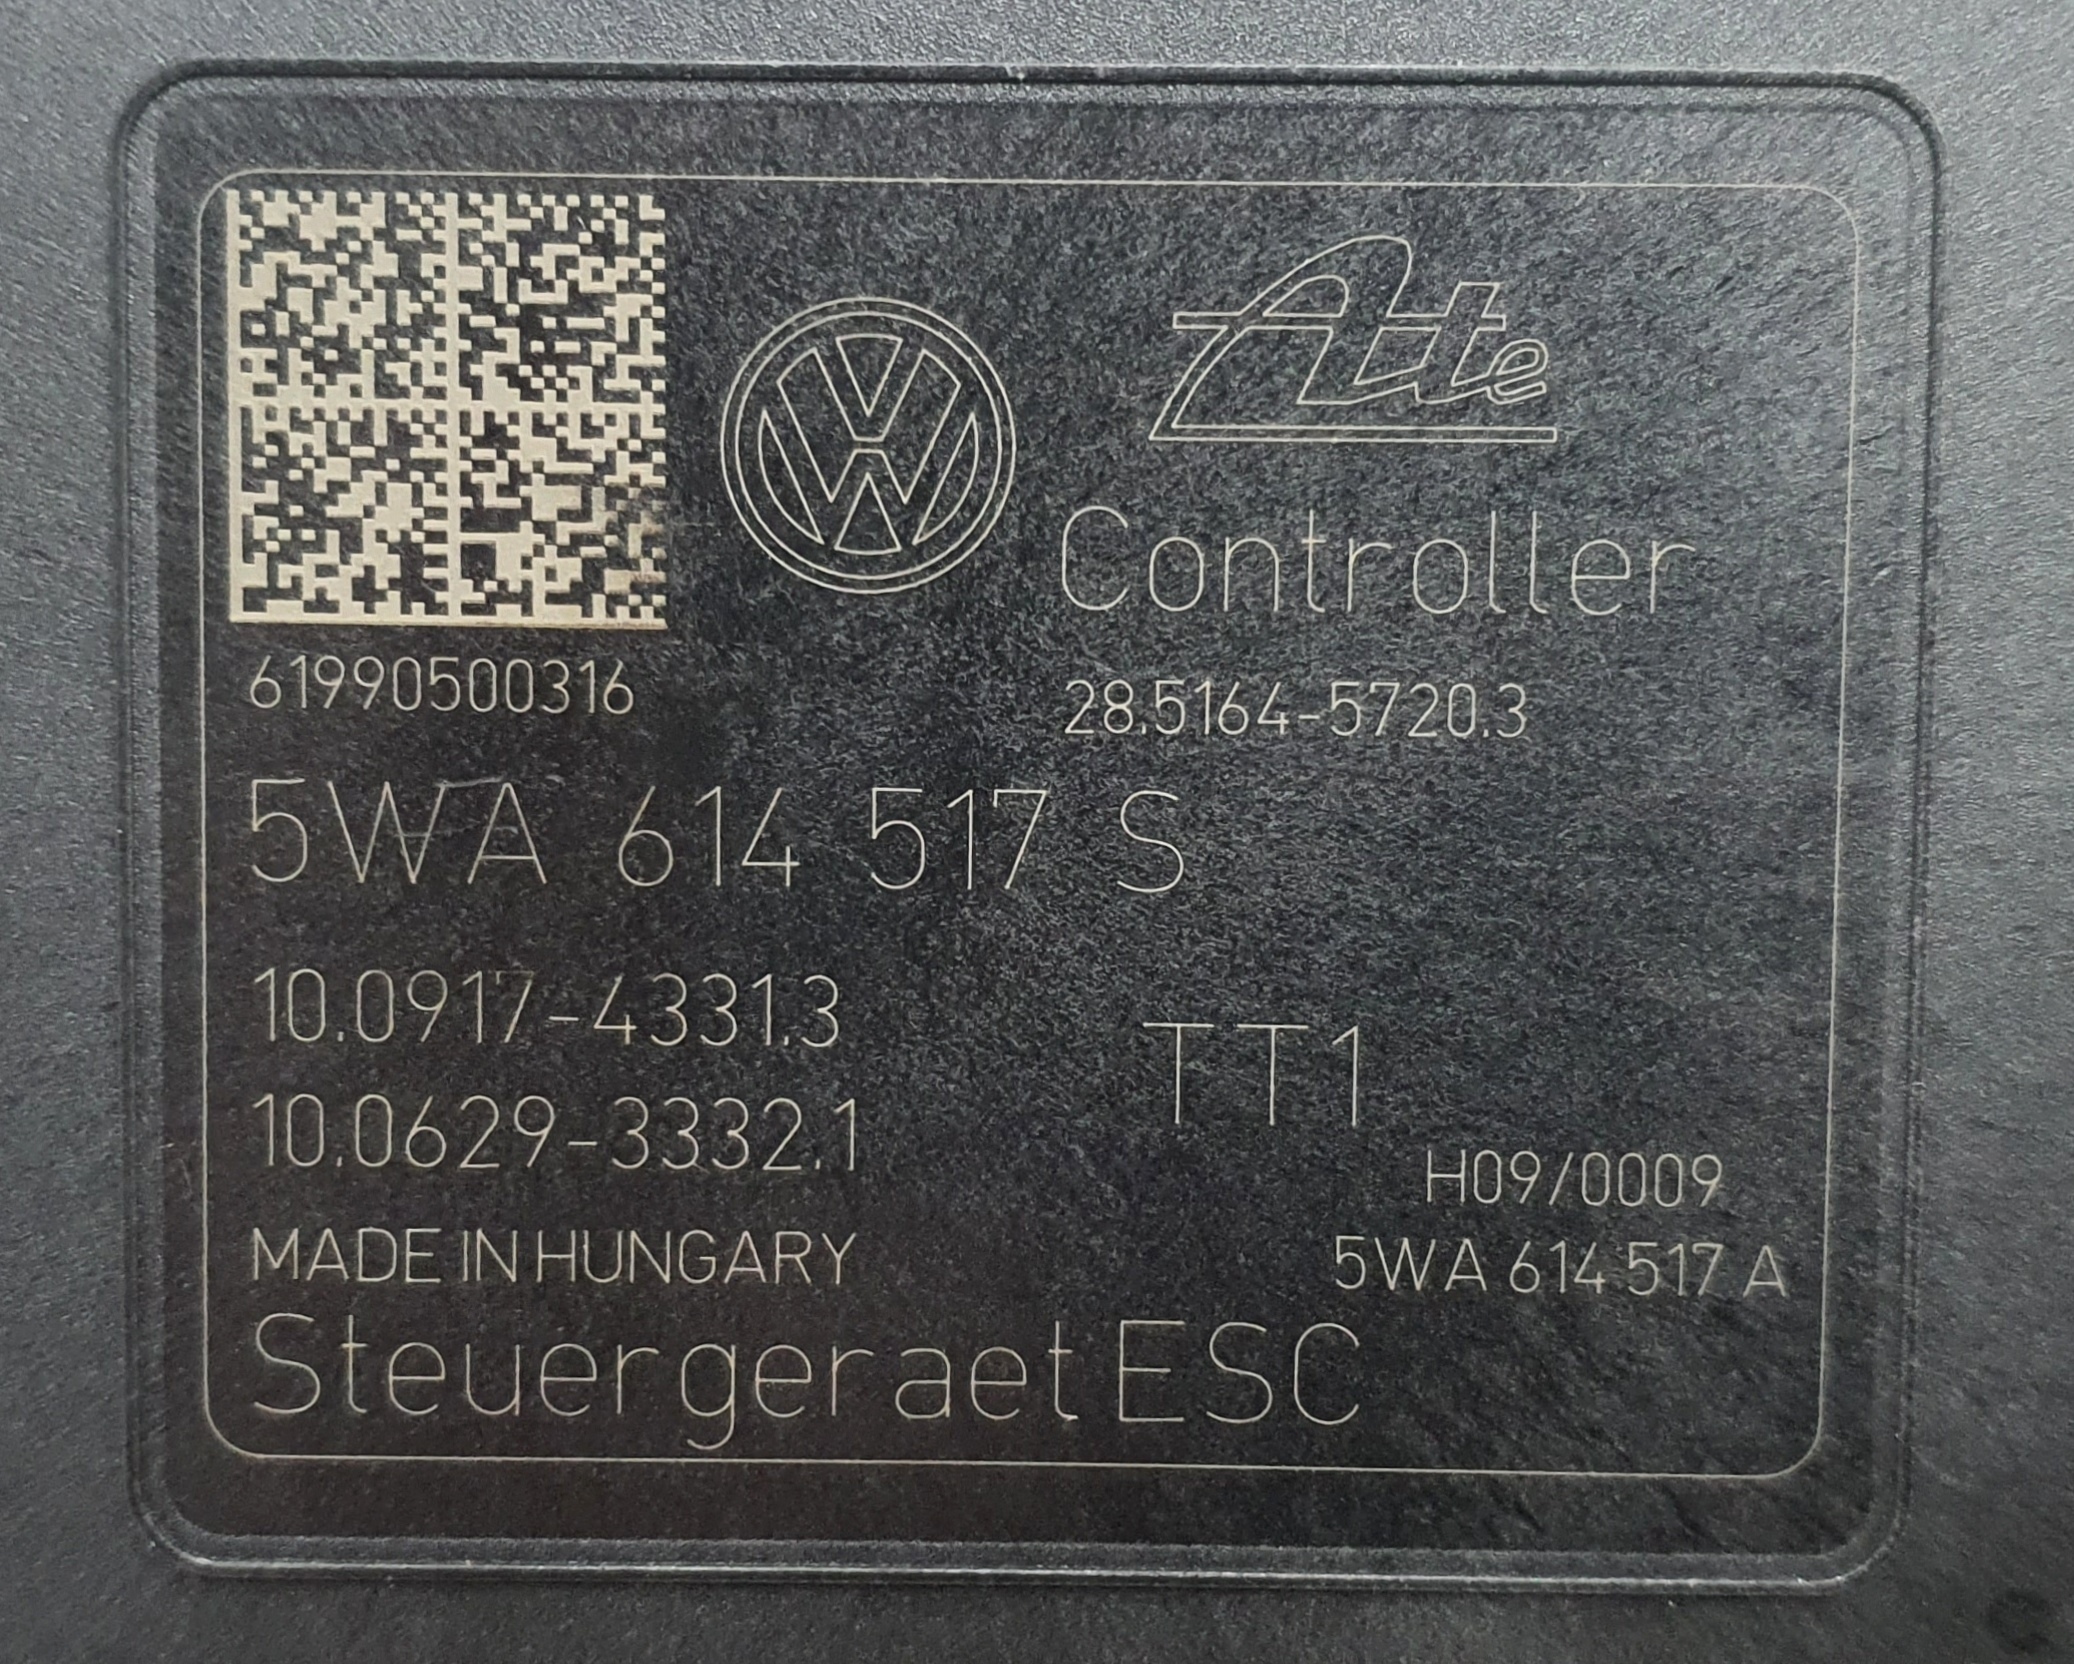 Ate
Controller
61990500316
28.5164-5720.3
5WA 614 517 S
10.0917-4331.3
TT1
10.0629-3332.1
H09/0009
MADE IN HUNGARY
5WA 614 517 A
Steuergeraet ESC